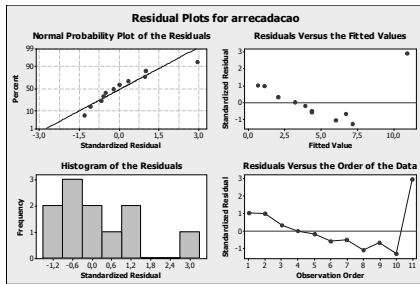 Residual Plots for arrecadacao
Normal Probability Plot of the Residuals
99
90
50
10
1
Percent
-3,0 -1,5 0,0 1,5 3,0
Standardized Residual
Residuals Versus the Fitted Values
3
2
1
0
-1
Standardized Residual
0,0 2,5 5,0 7,5 10,0
Fitted Value
Histogram of the Residuals
3
2
1
0
Frequency
-1,2 -0,6 0,0 0,6 1,2 1,8 2,4 3,0
Standardized Residual
Residuals Versus the Order of the Data
3
2
1
0
-1
Standardized Residual
1 2 3 4 5 6 7 8 9 10 11
Observation Order